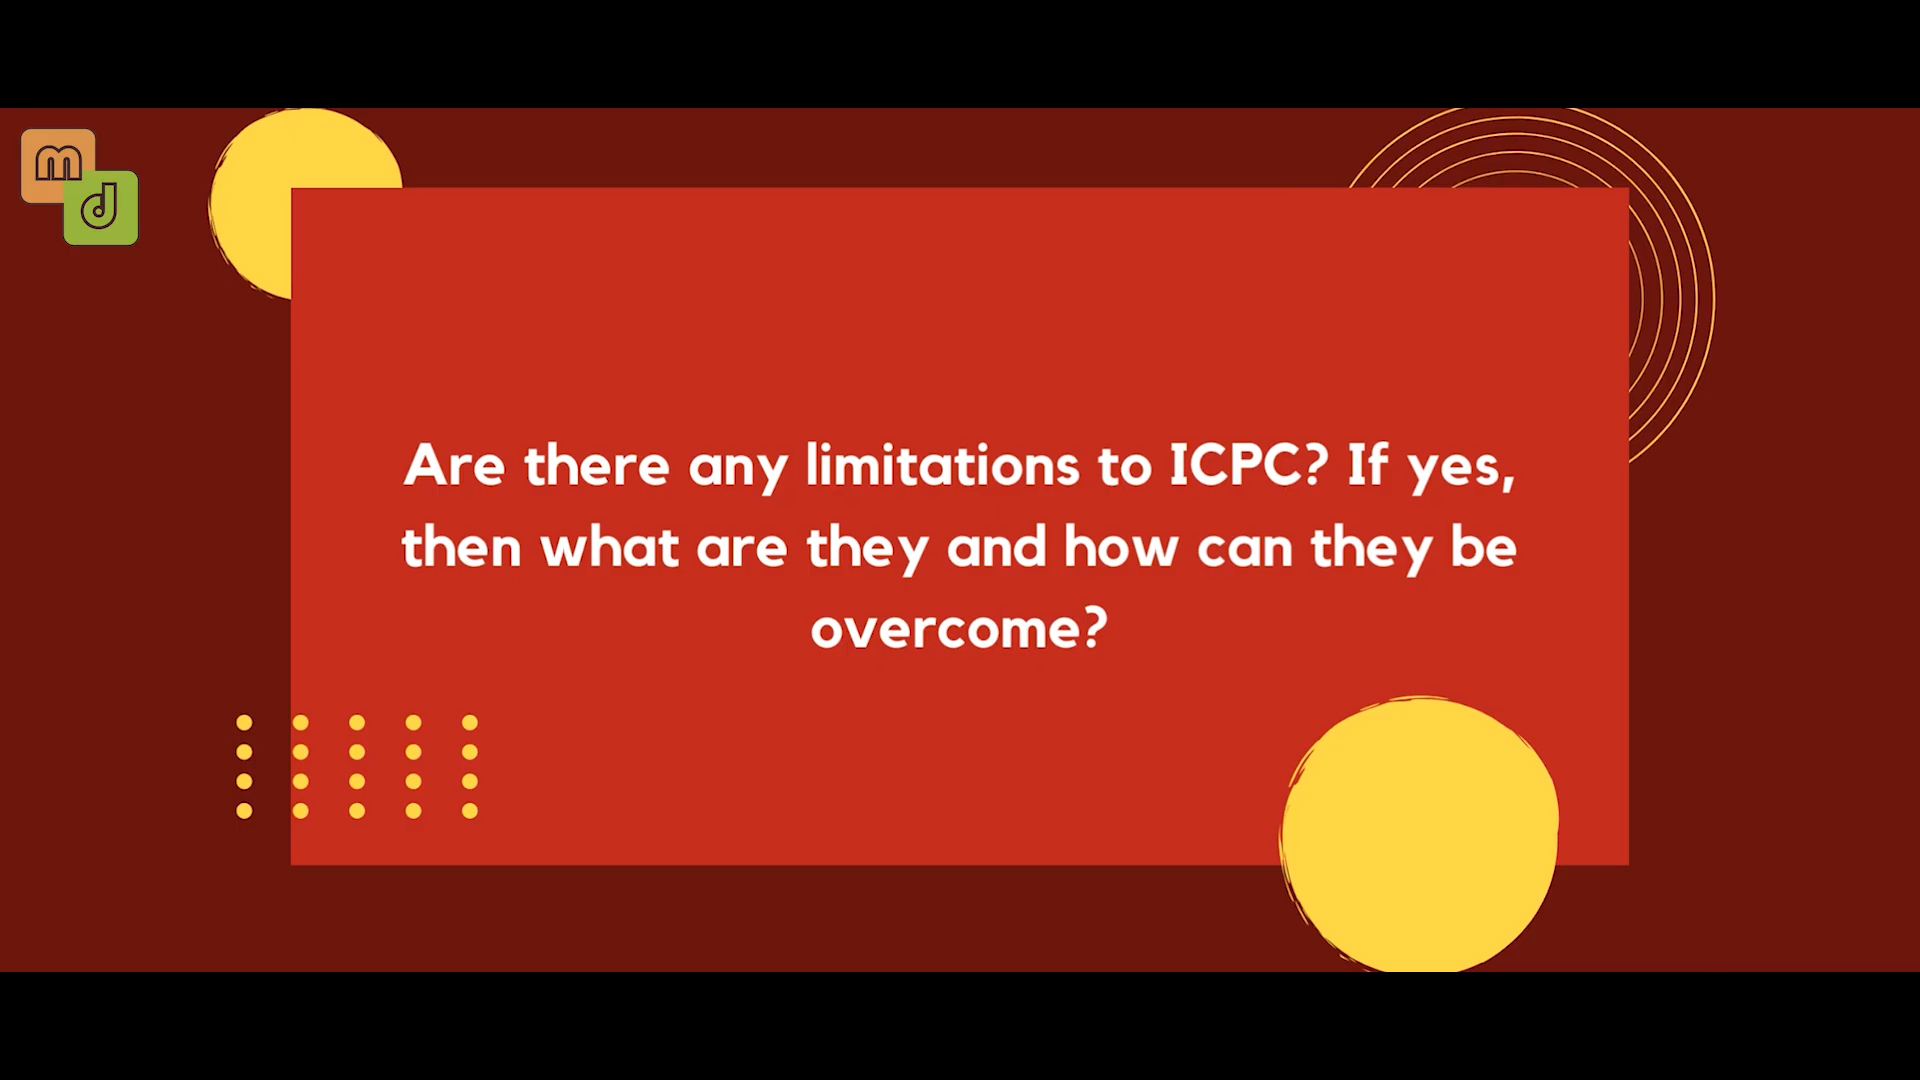 m
d
Are there any limitations to ICPC? If yes,
then what are they and how can they be
overcome?